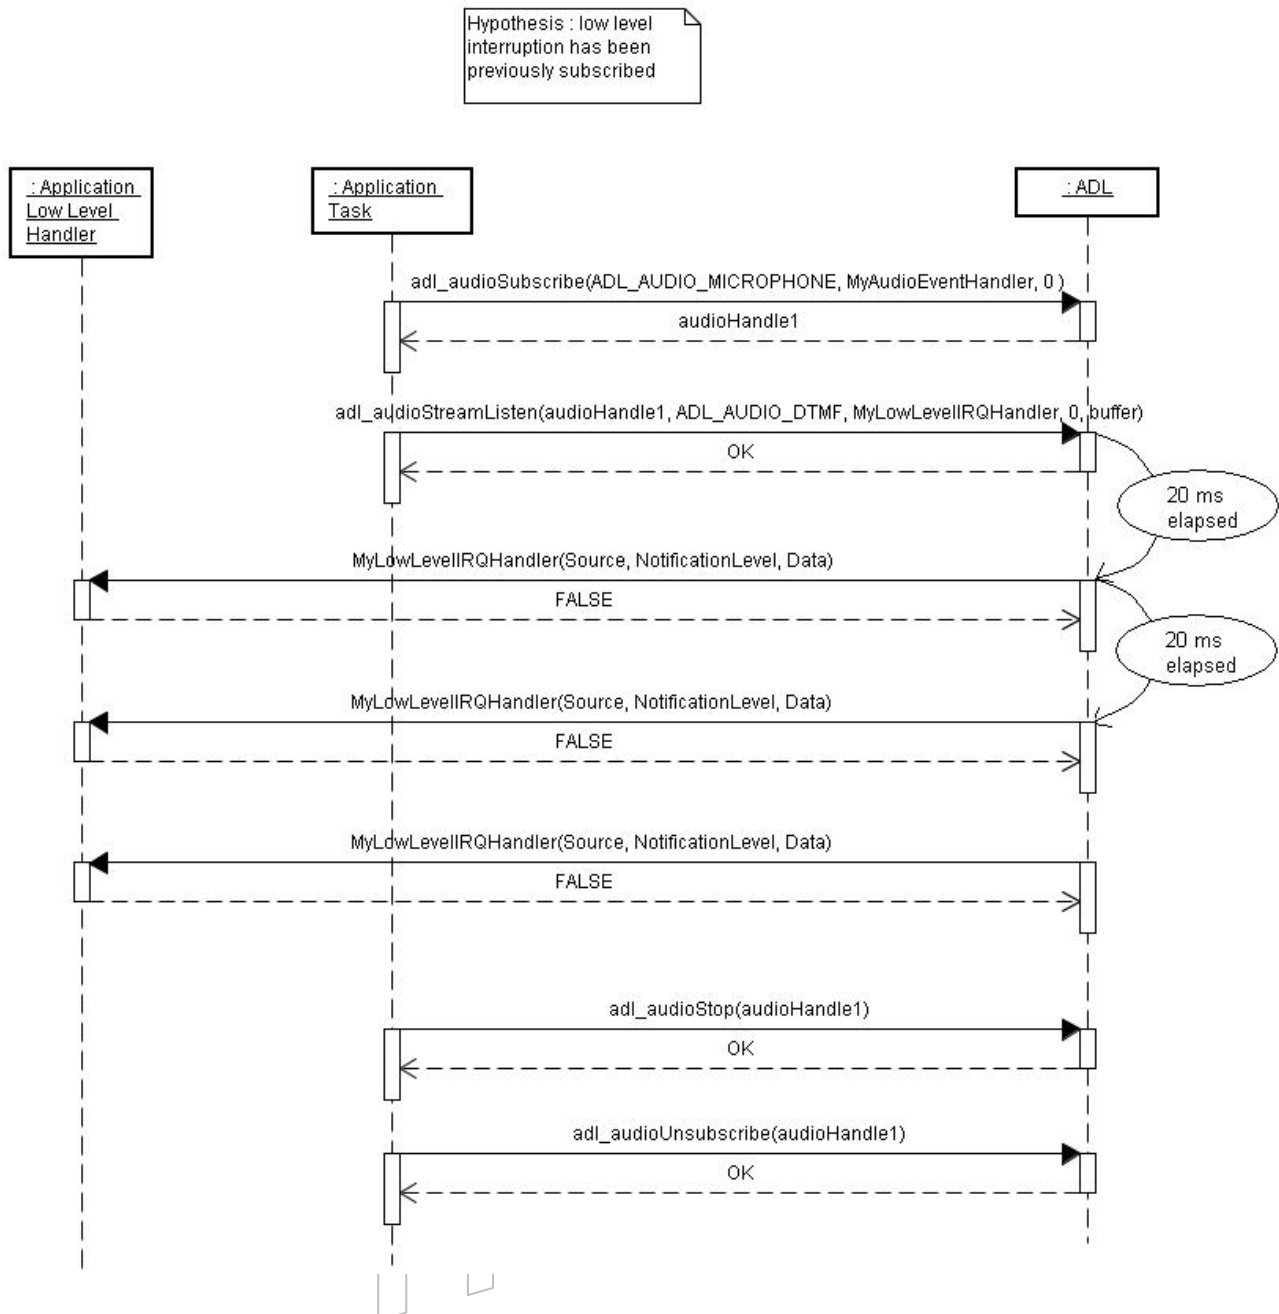 Hypothesis : low level
interruption has been
previously subscribed
: Application
Low Level
Handler
: Application
Task
: ADL
adl_audioSubscribe(ADL_AUDIO_MICROPHONE, MyAudioEventHandler, 0 )
audioHandle1
adl_audioStreamListen(audioHandle1, ADL_AUDIO_DTMF, MyLowLevelIRQHandler, 0, buffer)
OK
20 ms
elapsed
MyLowLevelIRQHandler(Source, NotificationLevel, Data)
FALSE
20 ms
elapsed
MyLowLevelIRQHandler(Source, NotificationLevel, Data)
FALSE
MyLowLevelIRQHandler(Source, NotificationLevel, Data)
FALSE
adl_audioStop(audioHandle1)
OK
adl_audioUnsubscribe(audioHandle1)
OK